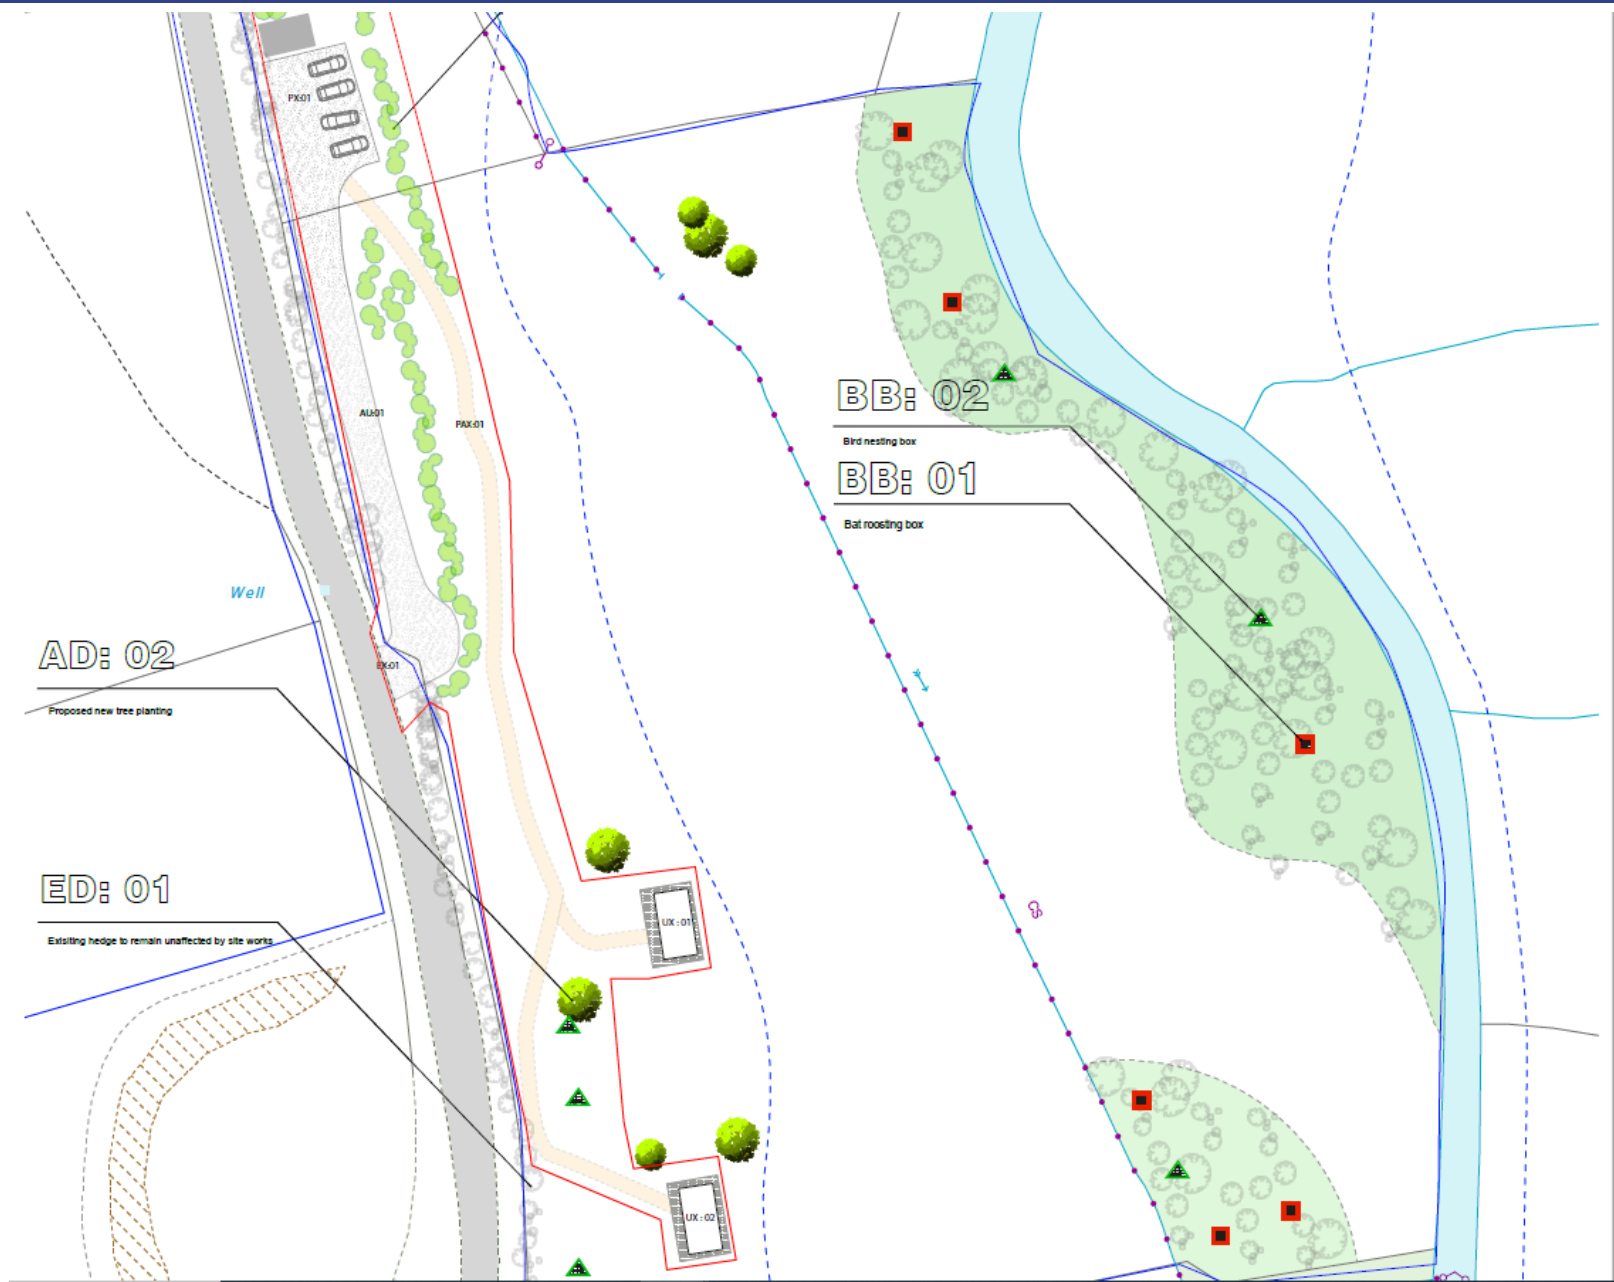 PX:01
BB: 02
AU:01
PAX:01
Bird nesting box
BB: 01
Bat roosting box
Well
AD: 02
EX:01
Proposed new tree planting
ED: 01
UX : 01
Exisiting hedge to remain unaffected by site works
UX : 02